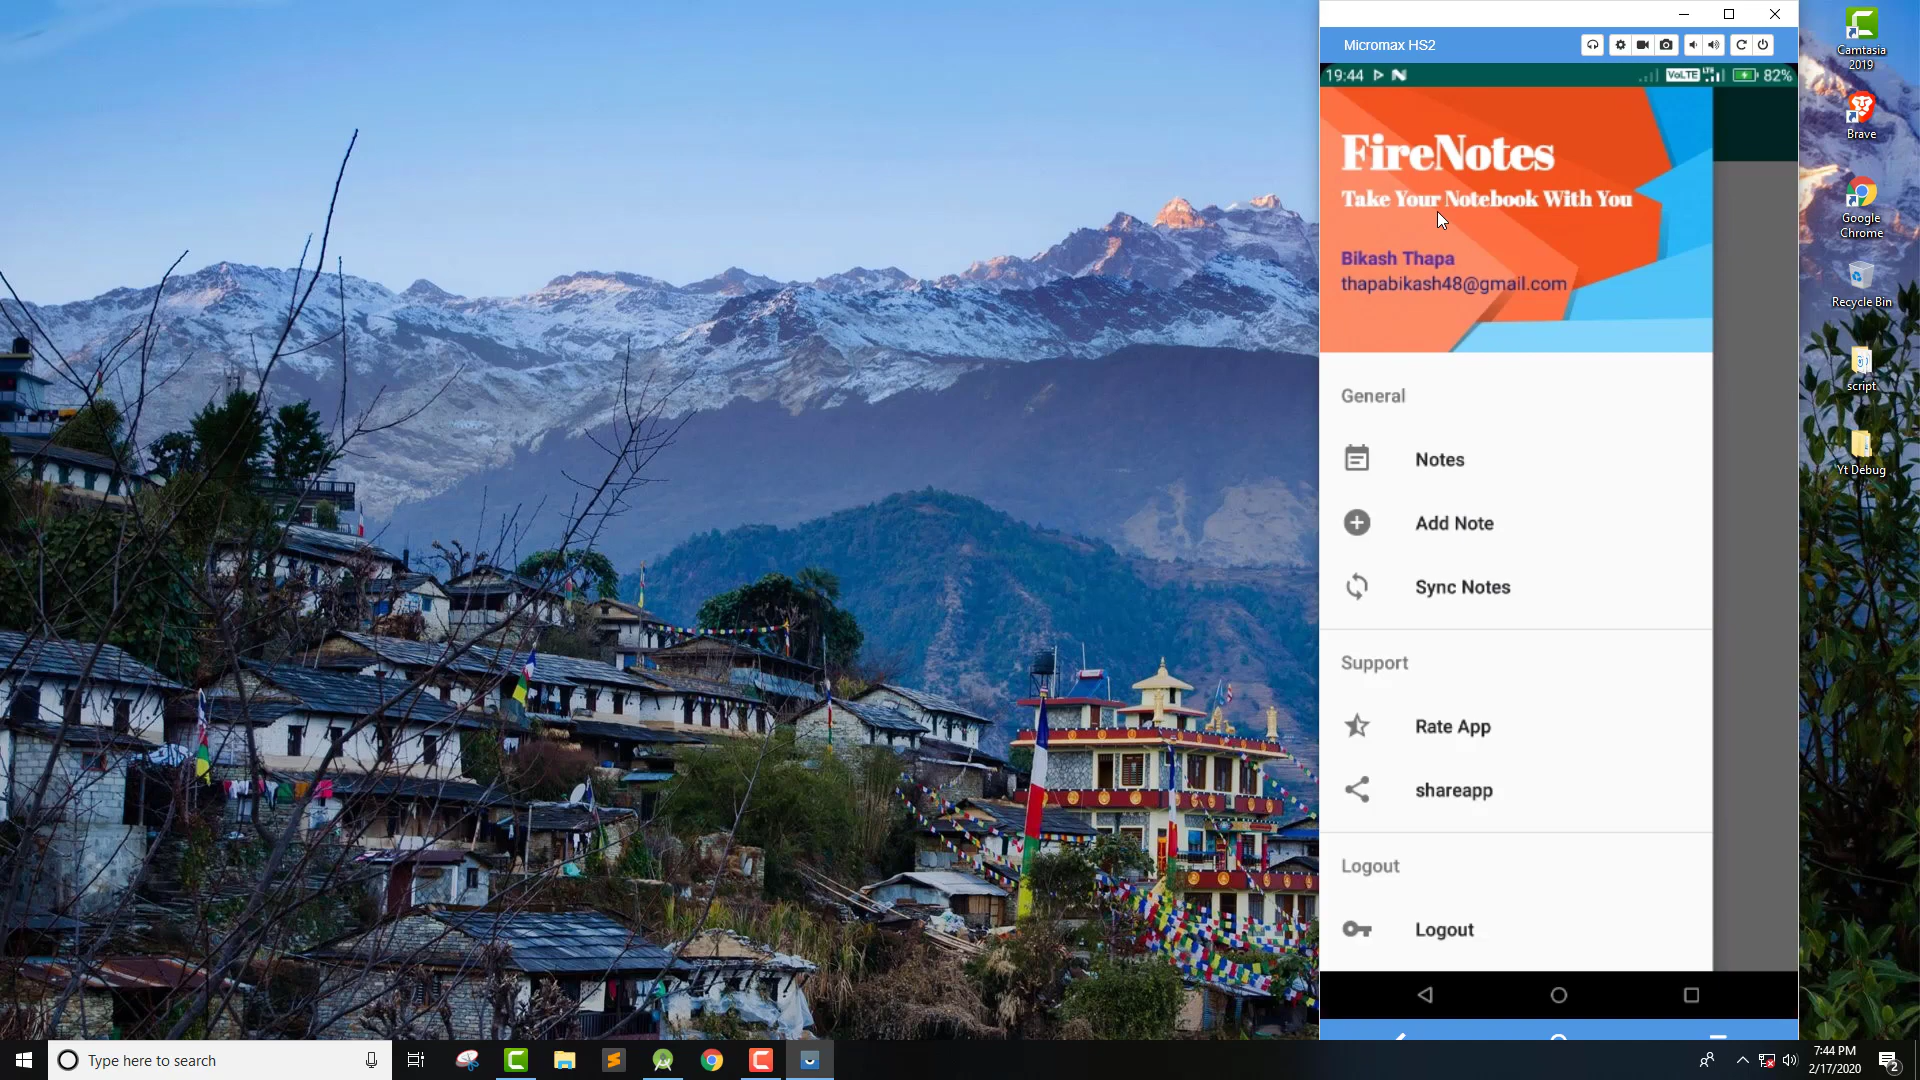 Micromax HS2
19:44
VoLTE
LTE
82%
FireNotes
Take Your Notebook With You
Bikash Thapa
thapabikash48@gmail.com
General
Notes
Add Note
Sync Notes
Support
Rate App
shareapp
Logout
Logout
Camtasia
2019
Brave
Google
Chrome
Recycle Bin
script
Yt Debug
Type here to search
7:44 PM
2/17/2020
2